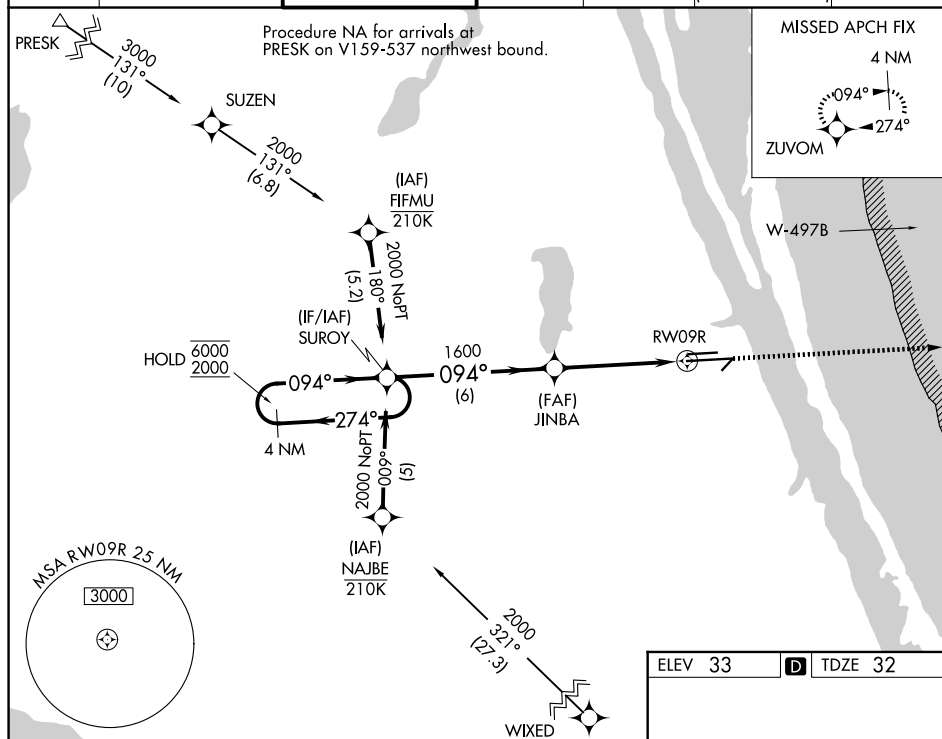 PRESK
3000
131°
(10)
Procedure NA for arrivals at
PRESK on V159-537 northwest bound.
MISSED APCH FIX
4 NM
094°
274°
ZUVOM
SUZEN
2000
131°
(6.8)
(IAF)
FIFMU
210K
W-497B
2000 NoPT
180°
(5.2)
(IF/IAF)
SUROY
HOLD 6000
2000
094°
1600
094°
(6)
RW09R
(FAF)
JINBA
274°
4 NM
2000 NoPT
009°
(5)
(IAF)
NAJBE
210K
MSA RW09R 25 NM
3000
2000
321°
(27.3)
WIXED
ELEV 33 D TDZE 32